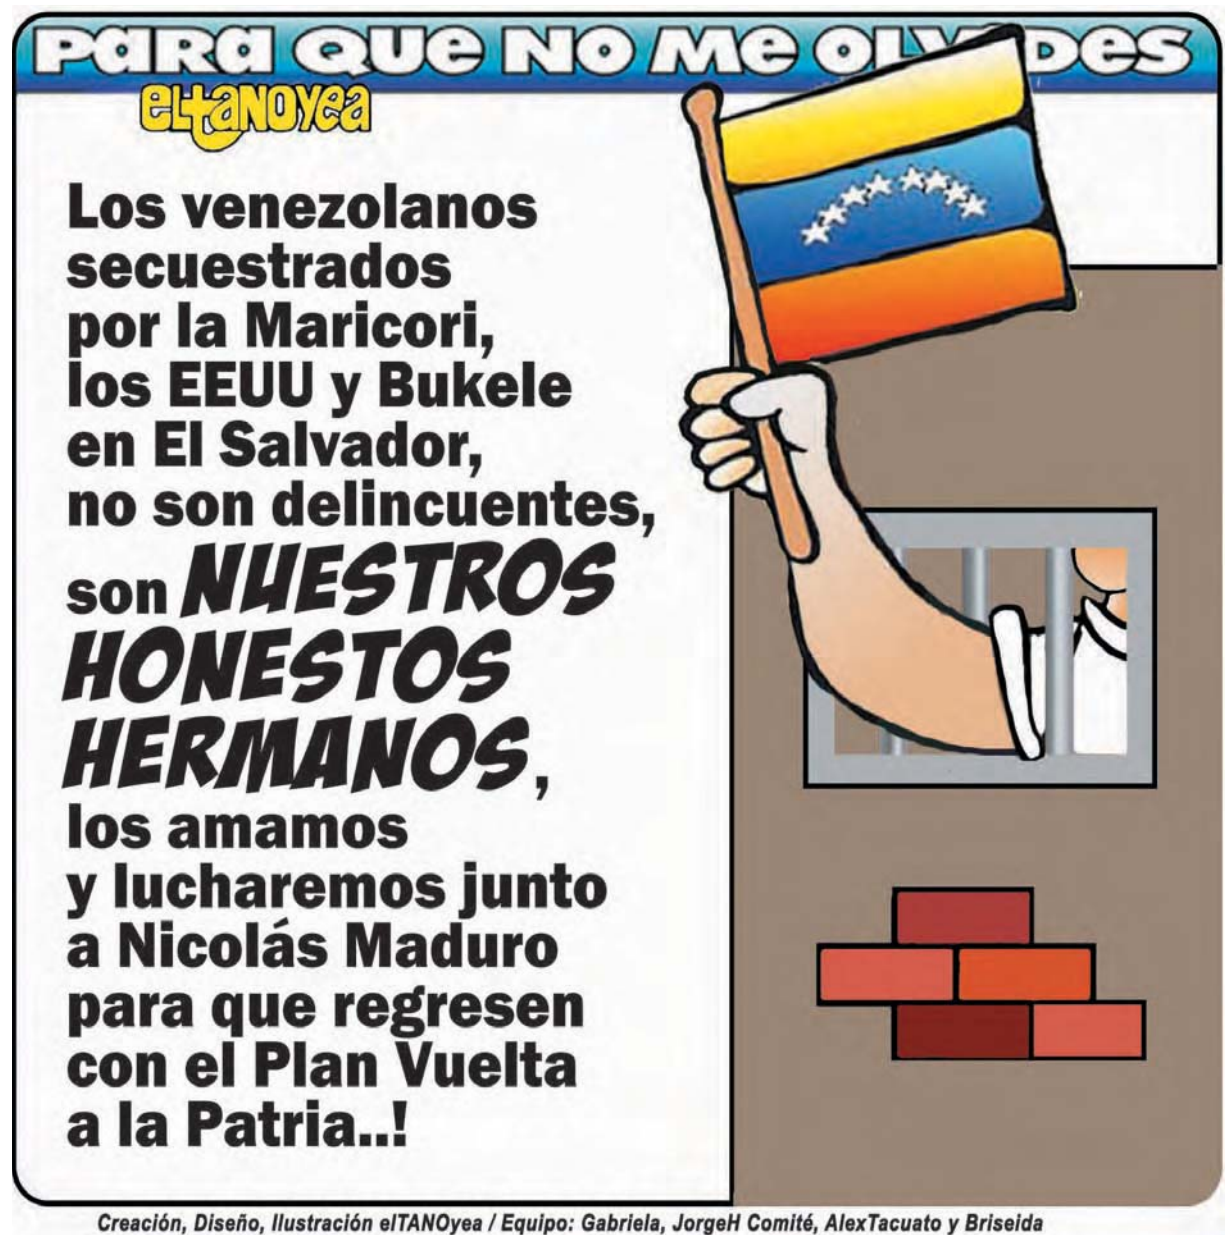 PARA QUE NO ME OLVIDES
elTANOyea
Los venezolanos
secuestrados
por la Maricori,
los EEUU y Bukele
en El Salvador,
no son delincuentes,
son NUESTROS
HONESTOS
HERMANOS,
los amamos
y lucharemos junto
a Nicolás Maduro
para que regresen
con el Plan Vuelta
a la Patria..!
Creación, Diseño, Ilustración elTANOyea / Equipo: Gabriela, JorgeH Comité, AlexTacuato y Briseida